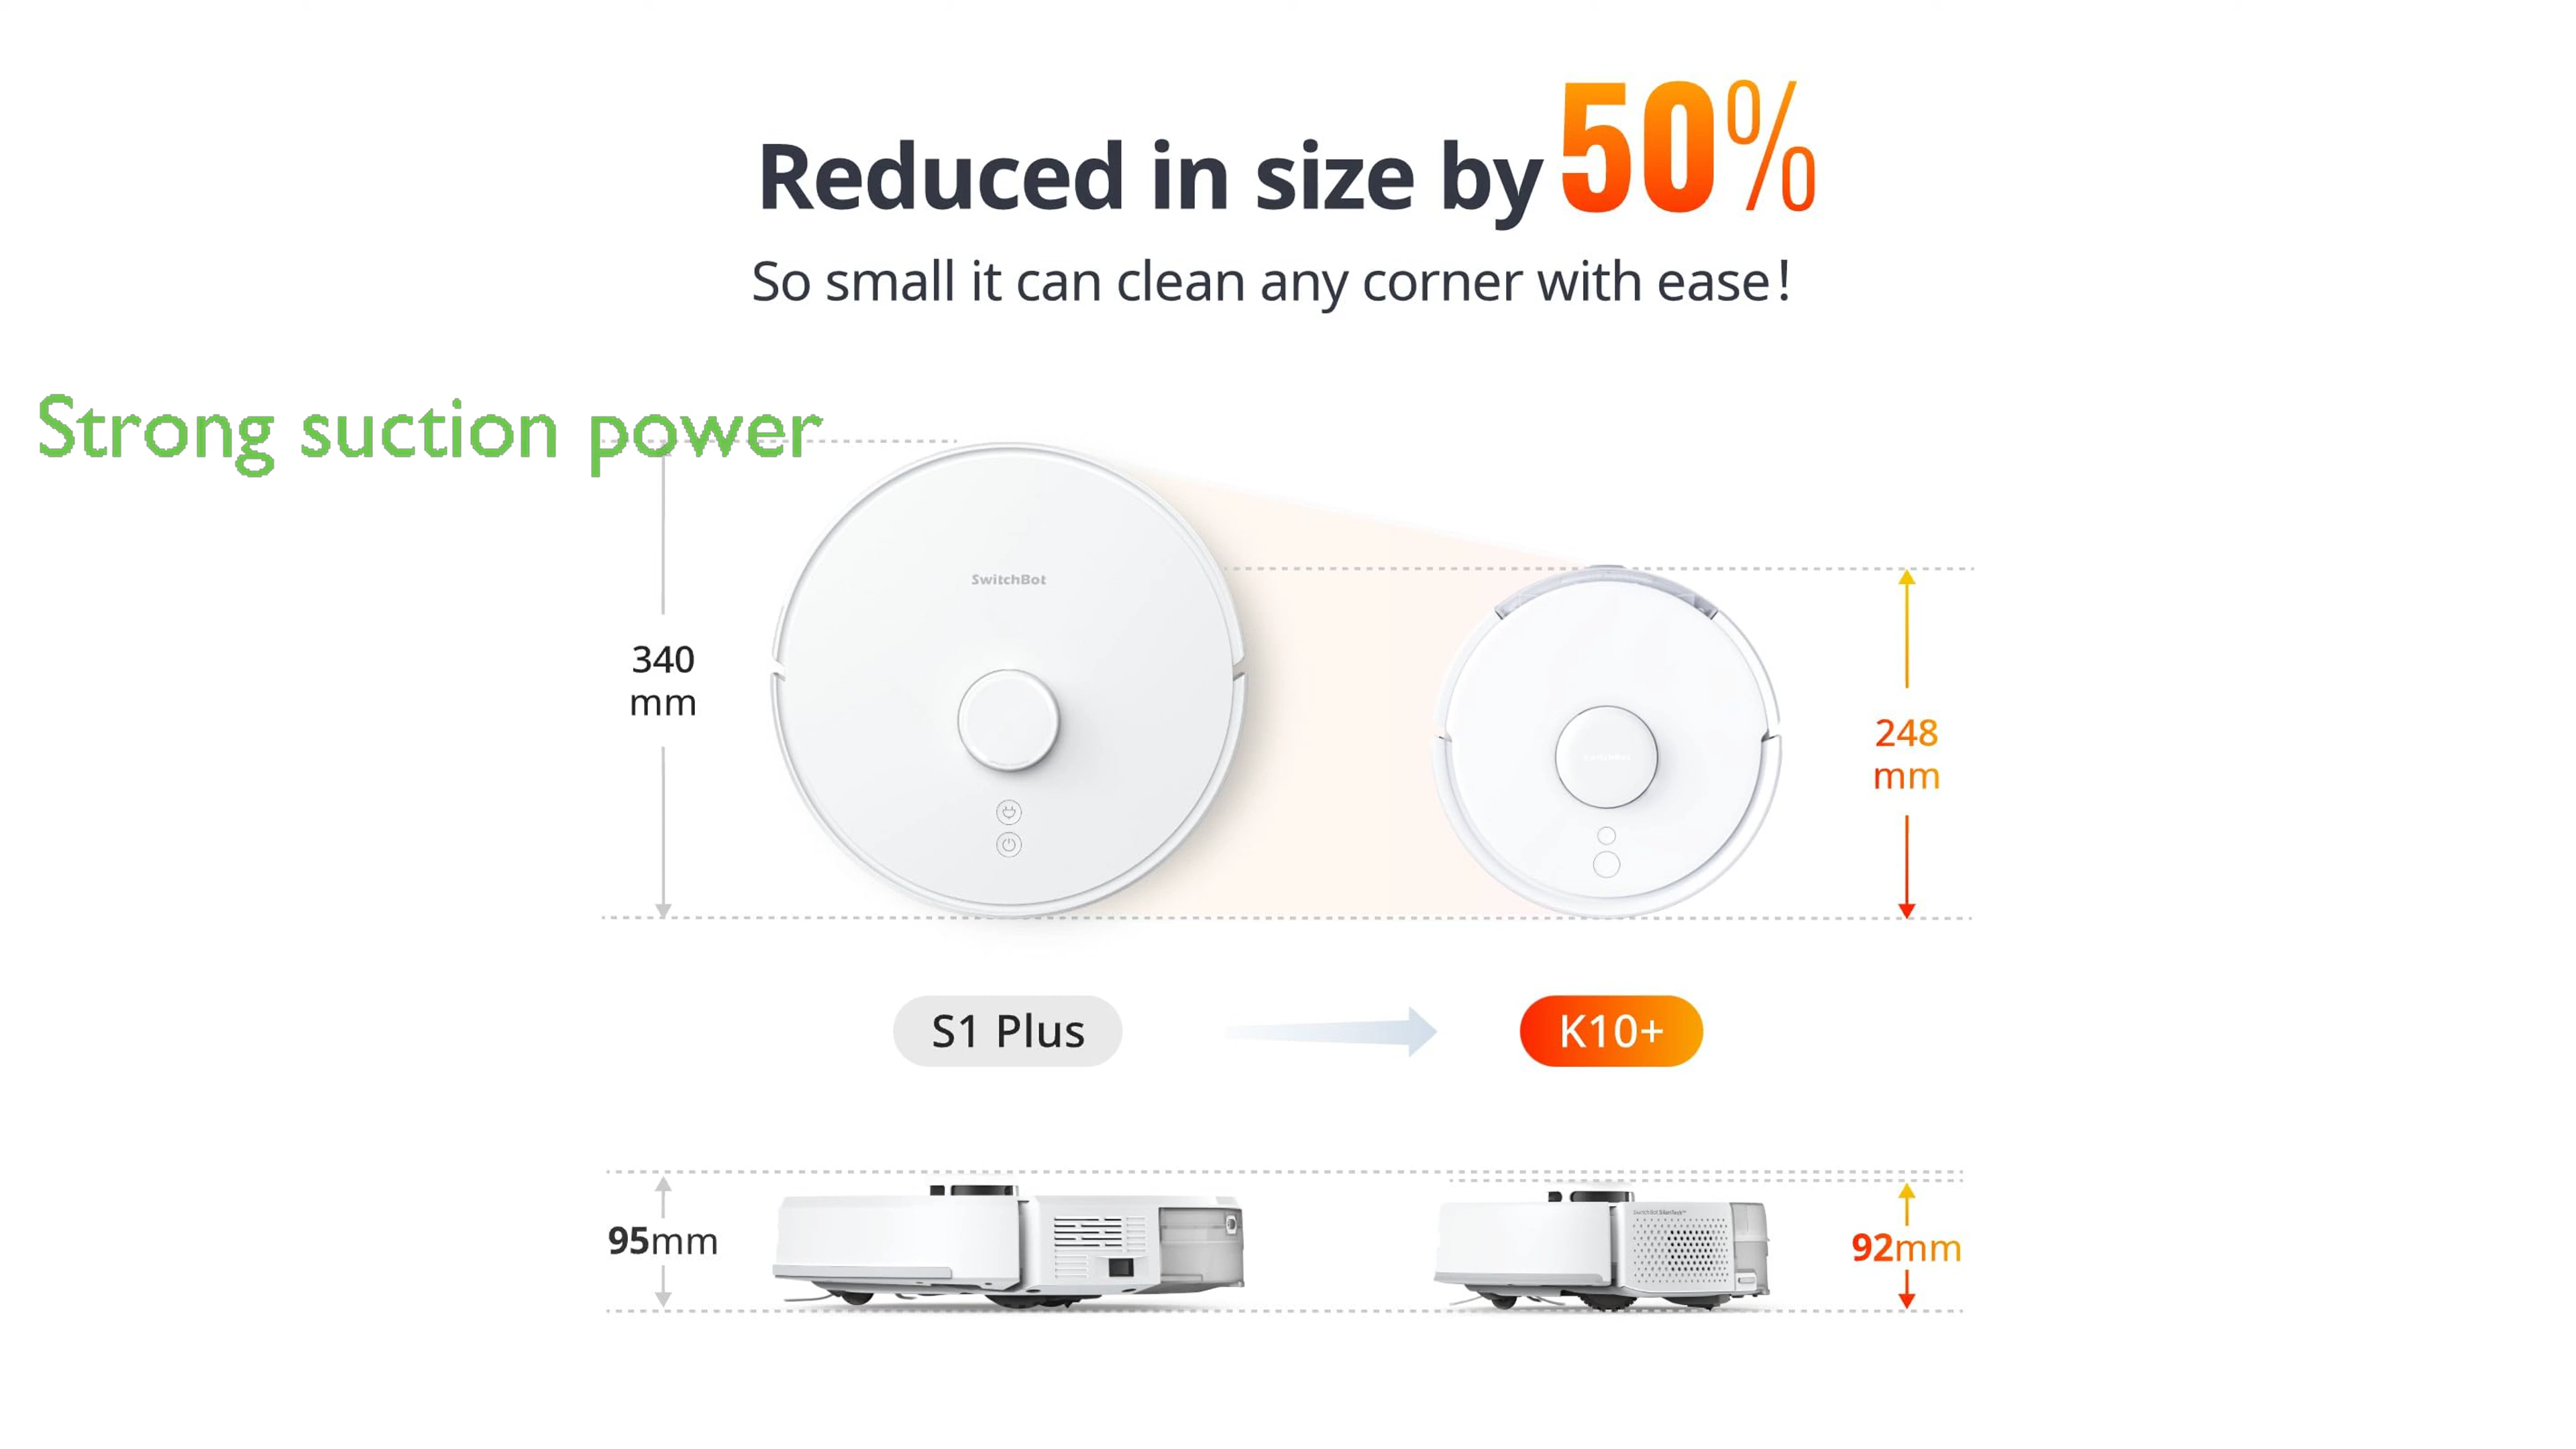 Reduced in size by 50%
So small it can clean any corner with ease!
Strong suction power
SwitchBot
340
mm
248
mm
S1 Plus
K10+
95mm
92mm